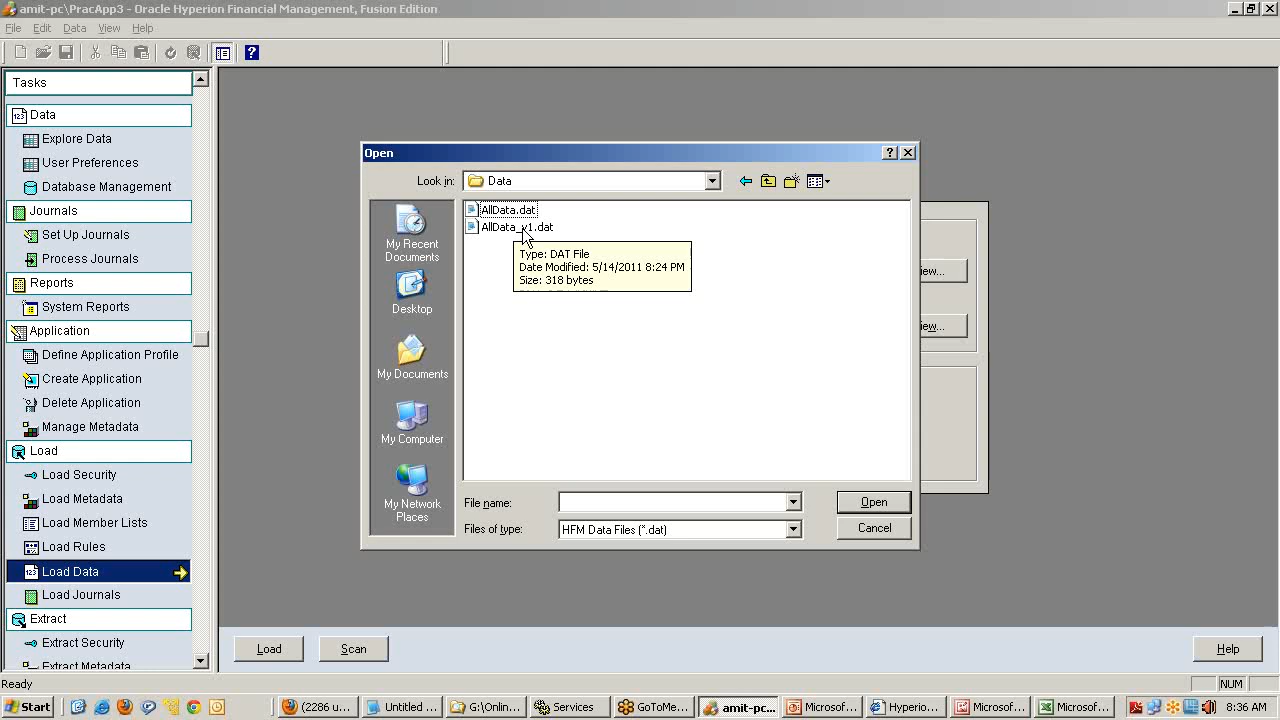 amit-pc\PracApp3 - Oracle Hyperion Financial Management, Fusion Edition
File Edit Data View Help
Tasks
Data
Explore Data
User Preferences
Database Management
Journals
Set Up Journals
Process Journals
Reports
System Reports
Application
Define Application Profile
Create Application
Delete Application
Manage Metadata
Load
Load Security
Load Metadata
Load Member Lists
Load Rules
Load Data
Load Journals
Extract
Extract Security
Extract Metadata
Open
Look in: Data
My Recent
Documents
Desktop
My Documents
My Computer
My Network
Places
AllData.dat
AllData_v1.dat
Type: DAT File
Date Modified: 5/14/2011 8:24 PM
Size: 318 bytes
File name:
Open
Files of type: HFM Data Files (*.dat)
Cancel
iew...
iew...
Load Scan Help
Ready
NUM
Start (2286 u... Untitled ... G:\Onlin... Services GoToMe... amit-pc... Microsof... Hyperio... Microsof... Microsof... 8:36 AM